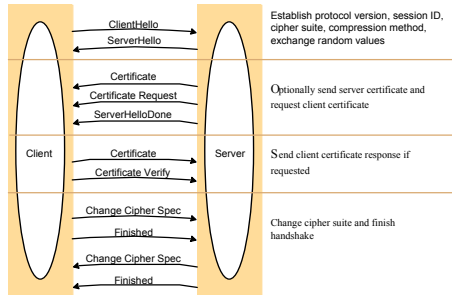 ClientHello
ServerHello
Establish protocol version, session ID,
cipher suite, compression method,
exchange random values
Certificate
Certificate Request
ServerHelloDone
Optionally send server certificate and
request client certificate
Client
Certificate
Certificate Verify
Server
Send client certificate response if
requested
Change Cipher Spec
Finished
Change Cipher Spec
Finished
Change cipher suite and finish
handshake